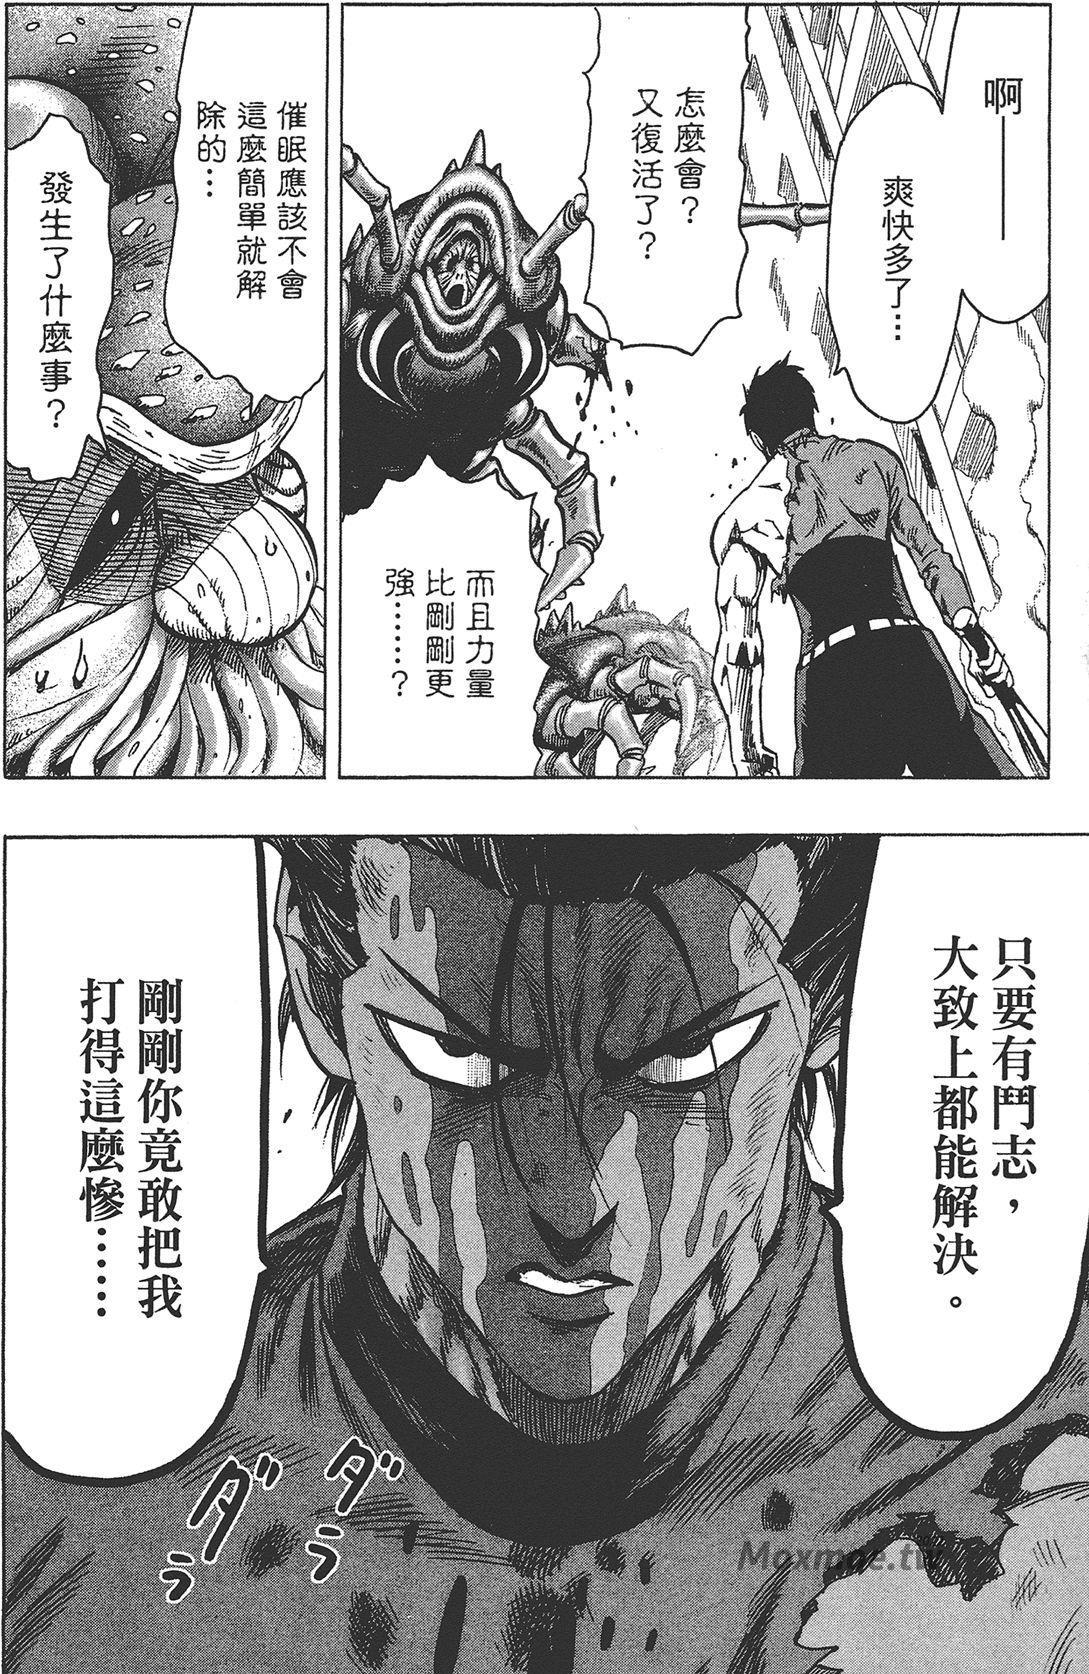 啊——
爽快多了…
怎麼會？
又復活了？
而且力量
比剛剛更
強……？
催眠應該不會
這麼簡單就解
除的…
發生了什麼事？
只要有鬥志，
大致上都能解決。
剛剛你竟敢把我
打得這麼慘……
ダラ
ダラ
Moxmoe.tw